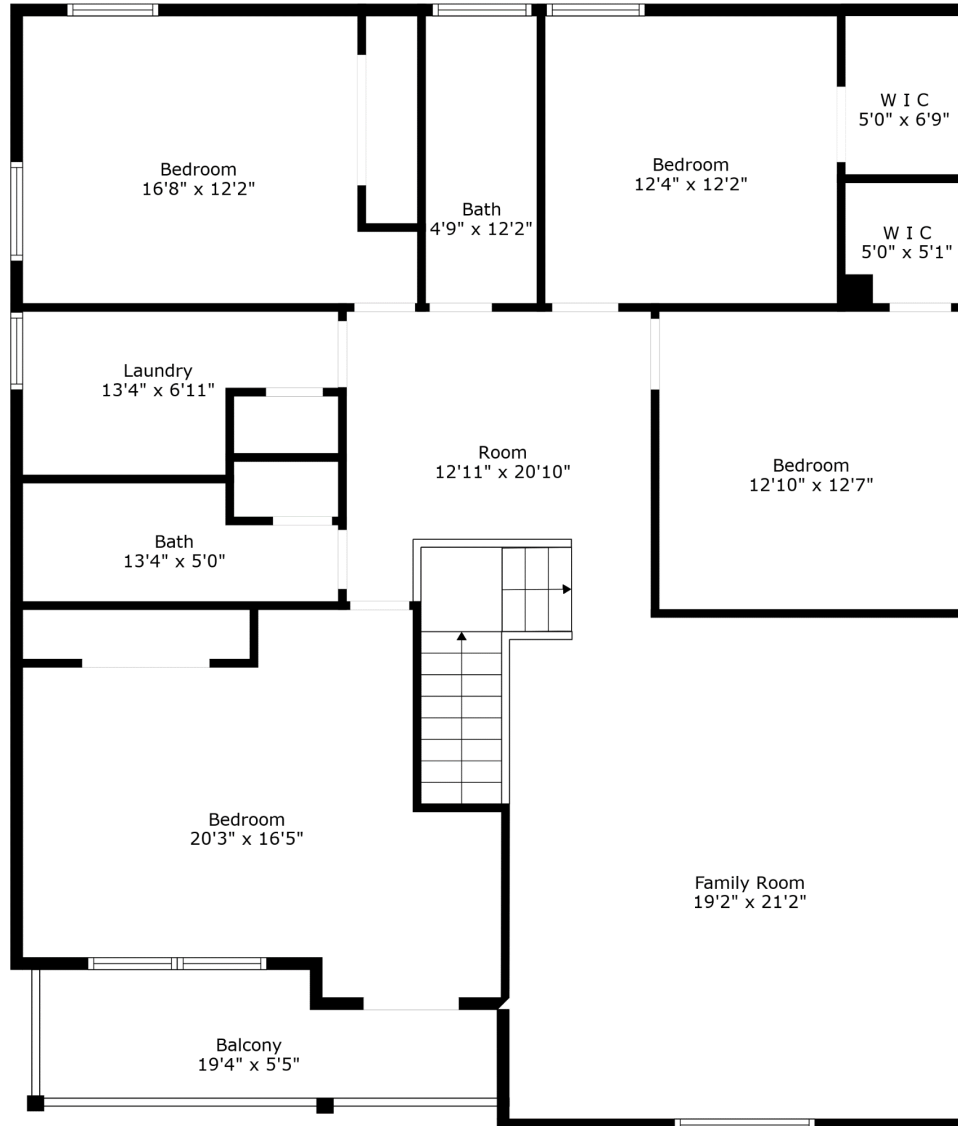 W I C
5'0" x 6'9"
Bedroom
16'8" x 12'2"
Bedroom
12'4" x 12'2"
Bath
4'9" x 12'2"
W I C
5'0" x 5'1"
Laundry
13'4" x 6'11"
Room
12'11" x 20'10"
Bedroom
12'10" x 12'7"
Bath
13'4" x 5'0"
Bedroom
20'3" x 16'5"
Family Room
19'2" x 21'2"
Balcony
19'4" x 5'5"